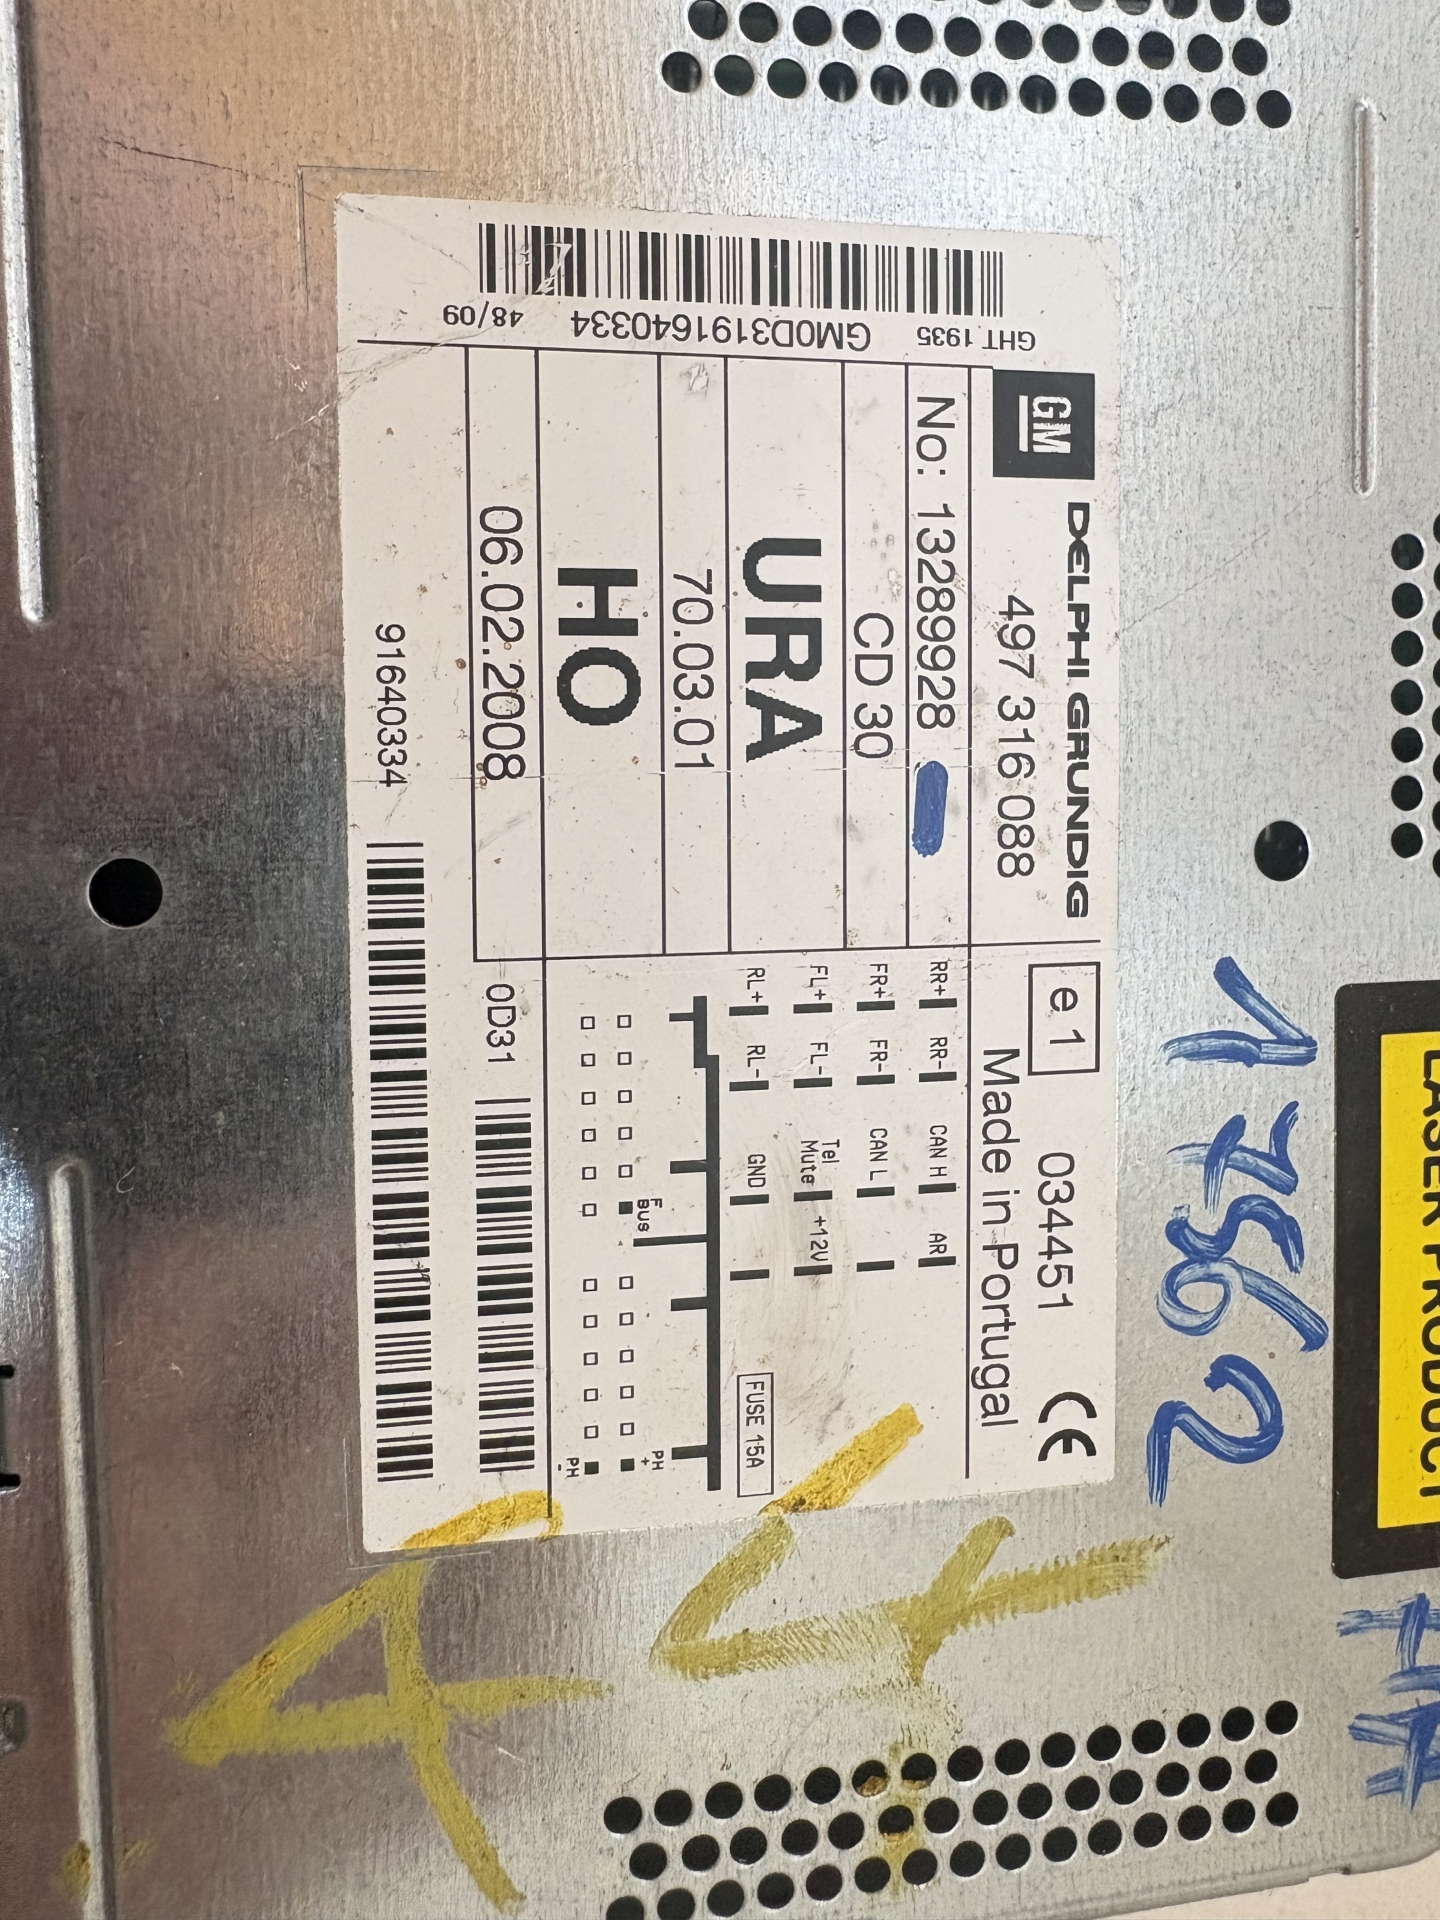 GHT 1935 GM0D3191640334 48/09
GM DELPHI GRUNDIG
497 316 088
No: 13289928
CD 30
URA
70.03.01
HO
06.02.2008
91640334
e1 034451 CE
Made in Portugal
RR+ RR- CAN H AR
FR+ FR- CAN L
FL+ FL- Tel Mute +12V
RL+ RL- GND
FUSE 15A
F BUS
PH +
PH -
0D31
LASER PRODUCT
17562